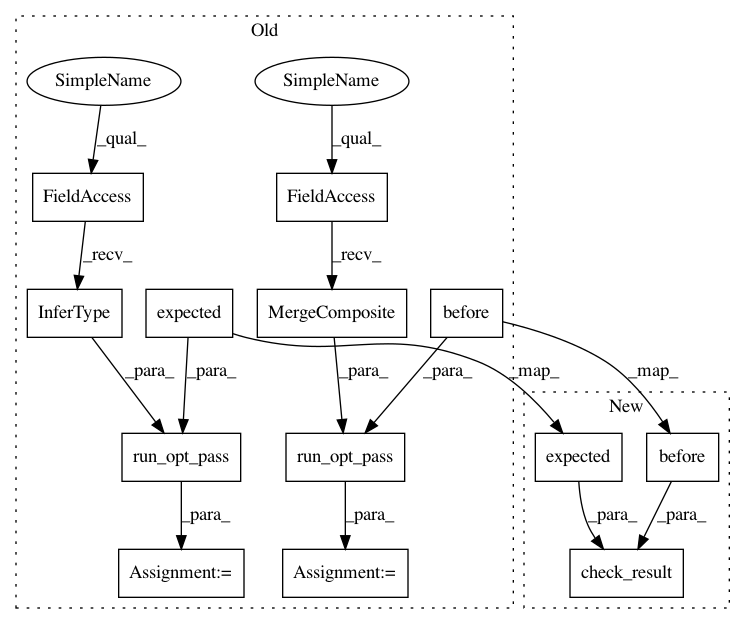 Old
SimpleName
SimpleName
_qual_
_qual_
FieldAccess
FieldAccess
_recv_
_recv_
InferType
expected
MergeComposite
before
_para_
_para_
_para_
_para_
_map_
_map_
New
run_opt_pass
run_opt_pass
expected
before
_para_
_para_
_para_
_para_
Assignment:=
Assignment:=
check_result